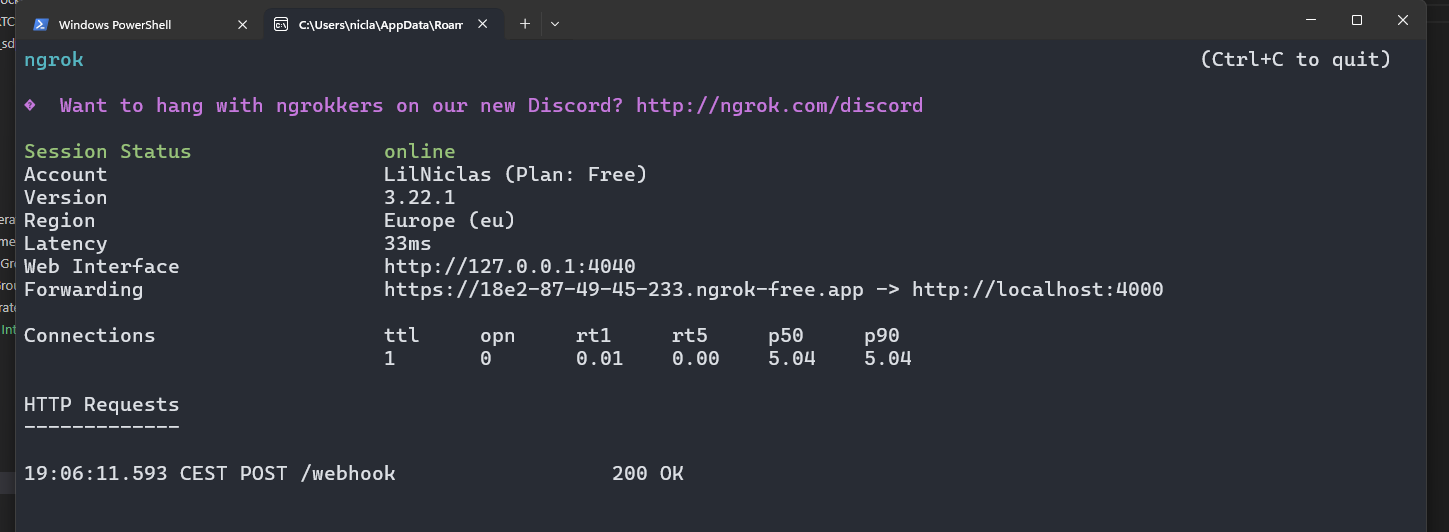 Windows PowerShell
C:\Users\nicla\AppData\Roam
ngrok (Ctrl+C to quit)
Want to hang with ngrokkers on our new Discord? http://ngrok.com/discord
Session Status online
Account LilNiclas (Plan: Free)
Version 3.22.1
Region Europe (eu)
Latency 33ms
Web Interface http://127.0.0.1:4040
Forwarding https://18e2-87-49-45-233.ngrok-free.app -> http://localhost:4000
Connections ttl opn rt1 rt5 p50 p90
1 0 0.01 0.00 5.04 5.04
HTTP Requests
-------------
19:06:11.593 CEST POST /webhook 200 OK